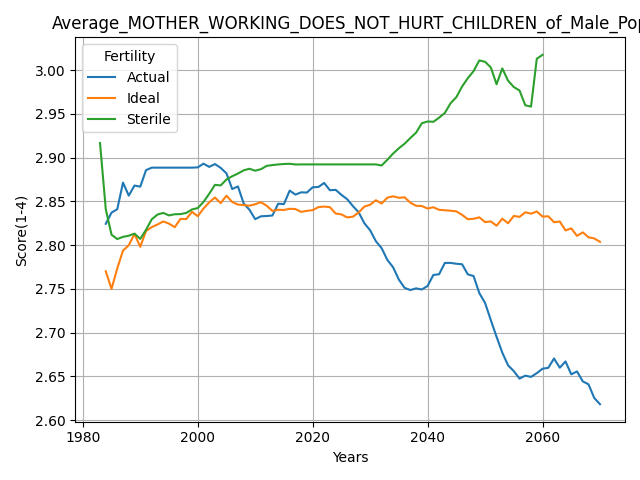 Average_MOTHER_WORKING_DOES_NOT_HURT_CHILDREN_of_Male_Pop
Fertility
Actual
Ideal
Sterile
Score(1-4)
3.00
2.95
2.90
2.85
2.80
2.75
2.70
2.65
2.60
1980 2000 2020 2040 2060
Years